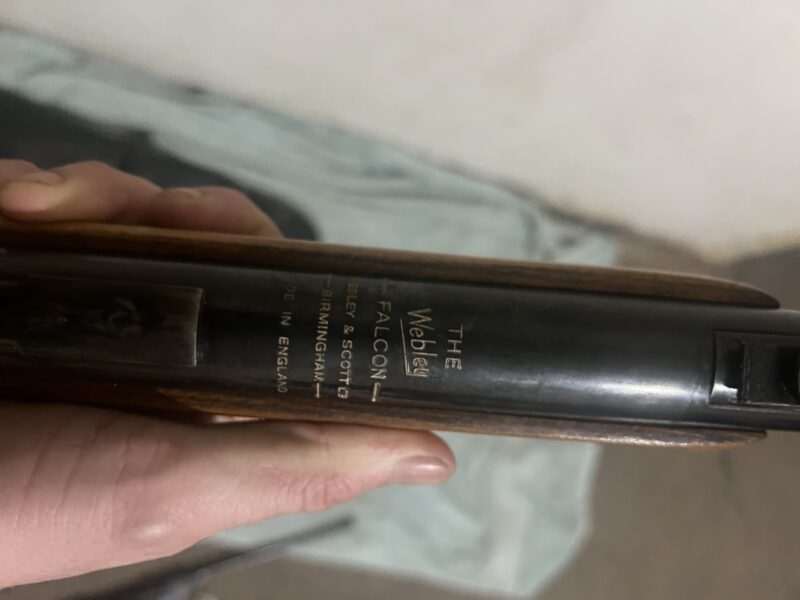 THE
Webley
FALCON
& SCOTT
BIRMINGHAM
IN ENGLAND